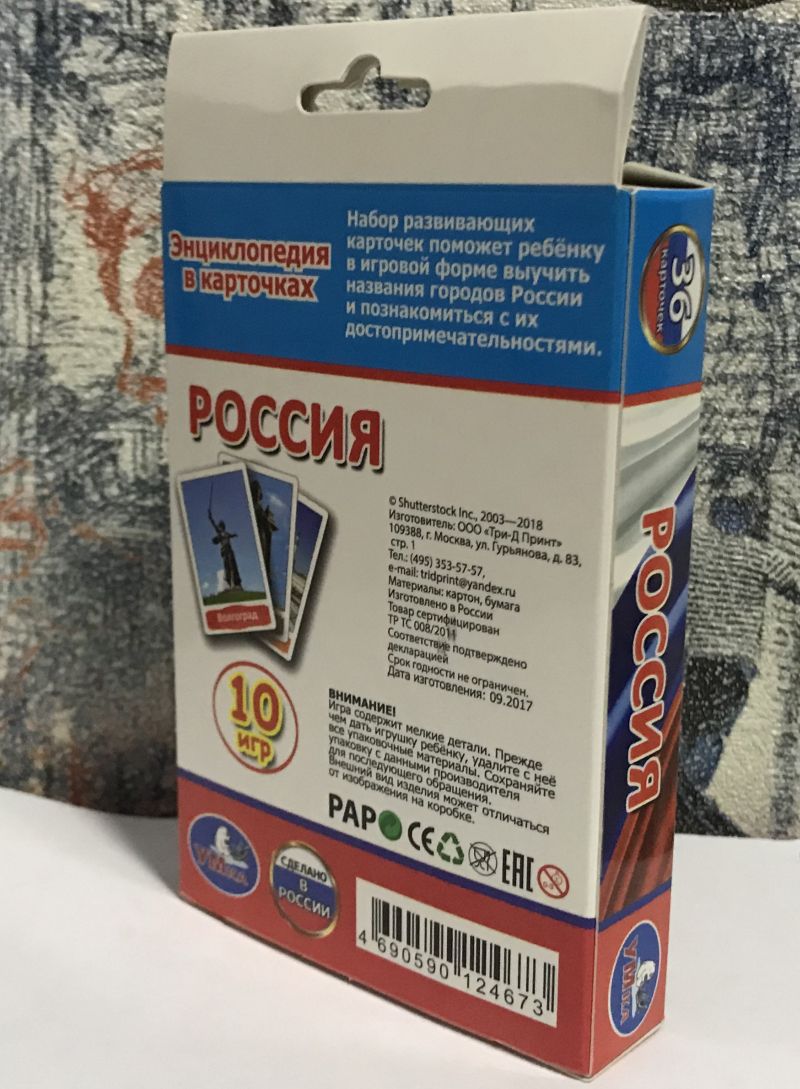 Энциклопедия
в карточках
Набор развивающих
карточек поможет ребёнку
в игровой форме выучить
названия городов России
и познакомиться с их
достопримечательностями.
36
карточек
РОССИЯ
© Shutterstock Inc., 2003—2018
Изготовитель: ООО «Три-Д Принт»
109388, г. Москва, ул. Гурьянова, д. 83,
стр. 1
Тел.: (495) 353-57-57,
e-mail: tridprint@yandex.ru
Материалы: картон, бумага
Изготовлено в России
Товар сертифицирован
ТР ТС 008/2011
Соответствие подтверждено
декларацией
Срок годности не ограничен.
Дата изготовления: 09.2017
Волгоград
10
игр
ВНИМАНИЕ!
Игра содержит мелкие детали. Прежде
чем дать игрушку ребёнку, удалите с неё
все упаковочные материалы. Сохраняйте
упаковку с данными производителя
для последующего обращения.
Внешний вид изделия может отличаться
от изображения на коробке.
PAP CE EAC
0-3
УМка
СДЕЛАНО
В
РОССИИ
4 690590 124673
РОССИЯ
УМка